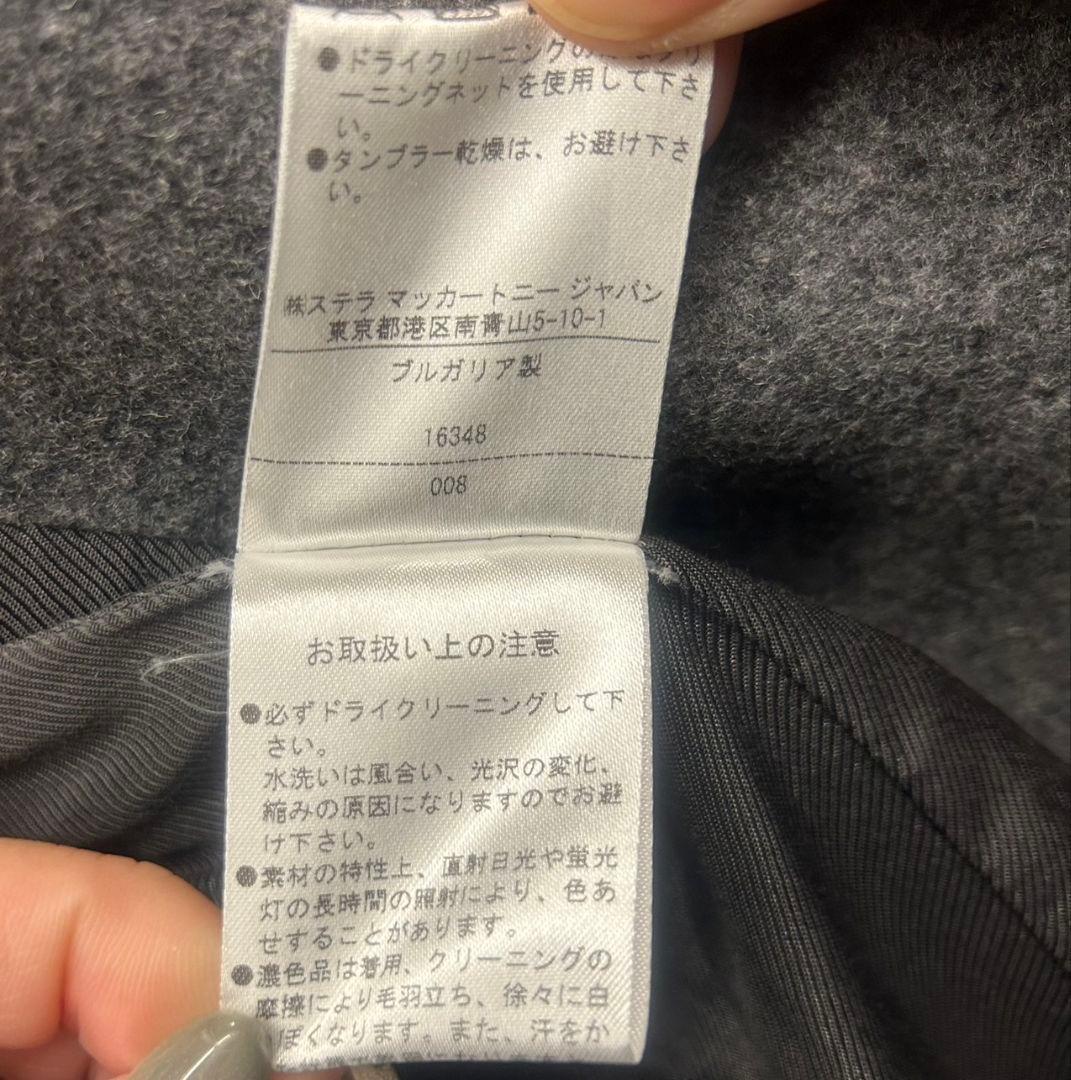 ●ドライクリーニングの
ーニングネットを使用して下さ
い。
●タンブラー乾燥は、お避け下さ
い。
㈱ステラ マッカートニー ジャパン
東京都港区南青山5-10-1
ブルガリア製
16348
008
お取扱い上の注意
●必ずドライクリーニングして下
さい。
水洗いは風合い、光沢の変化、
縮みの原因になりますのでお避
け下さい。
●素材の特性上、直射日光や蛍光
灯の長時間の照射により、色あ
せすることがあります。
●濃色品は着用、クリーニングの
摩擦により毛羽立ち、徐々に白
っぽくなります。また、汗をか